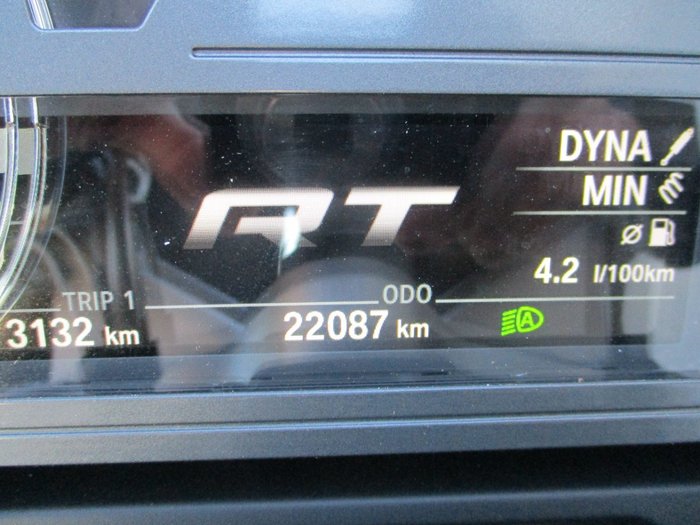 DYNA
RT
MIN
4.2 l/100km
TRIP 1 ODO
3132 km 22087 km A